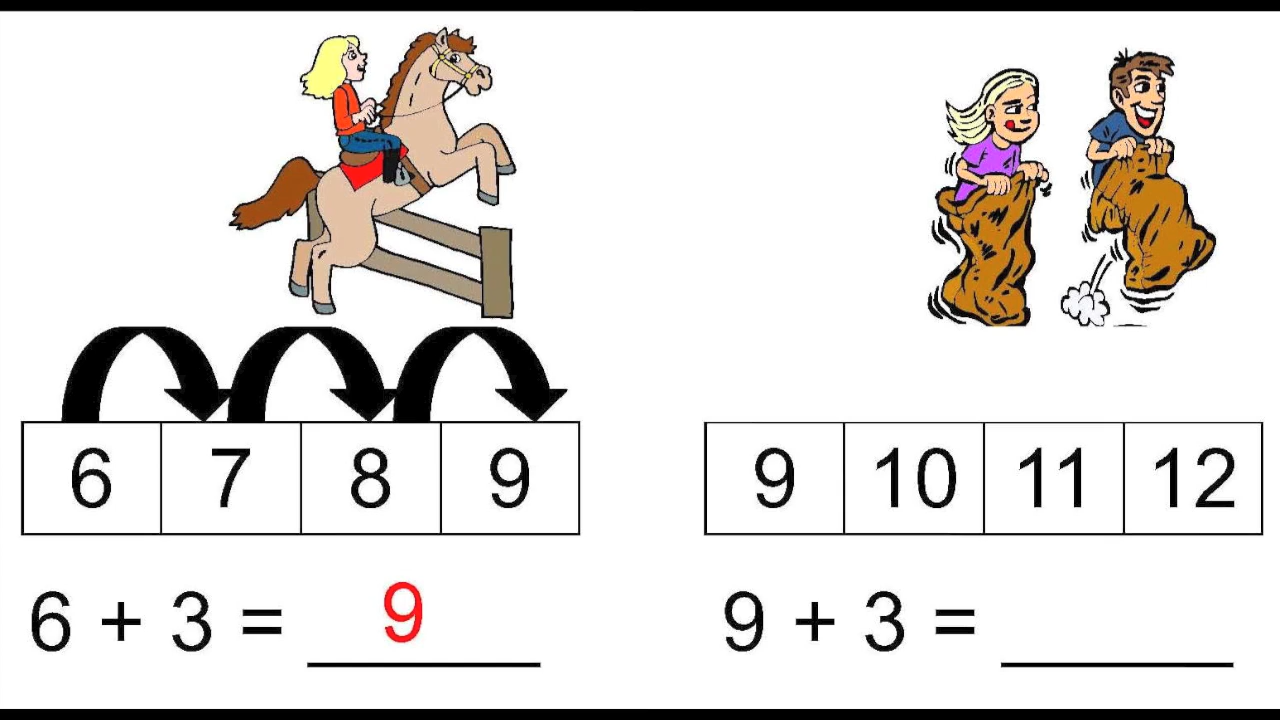 6 7 8 9
6 + 3 = 9
9 10 11 12
9 + 3 =